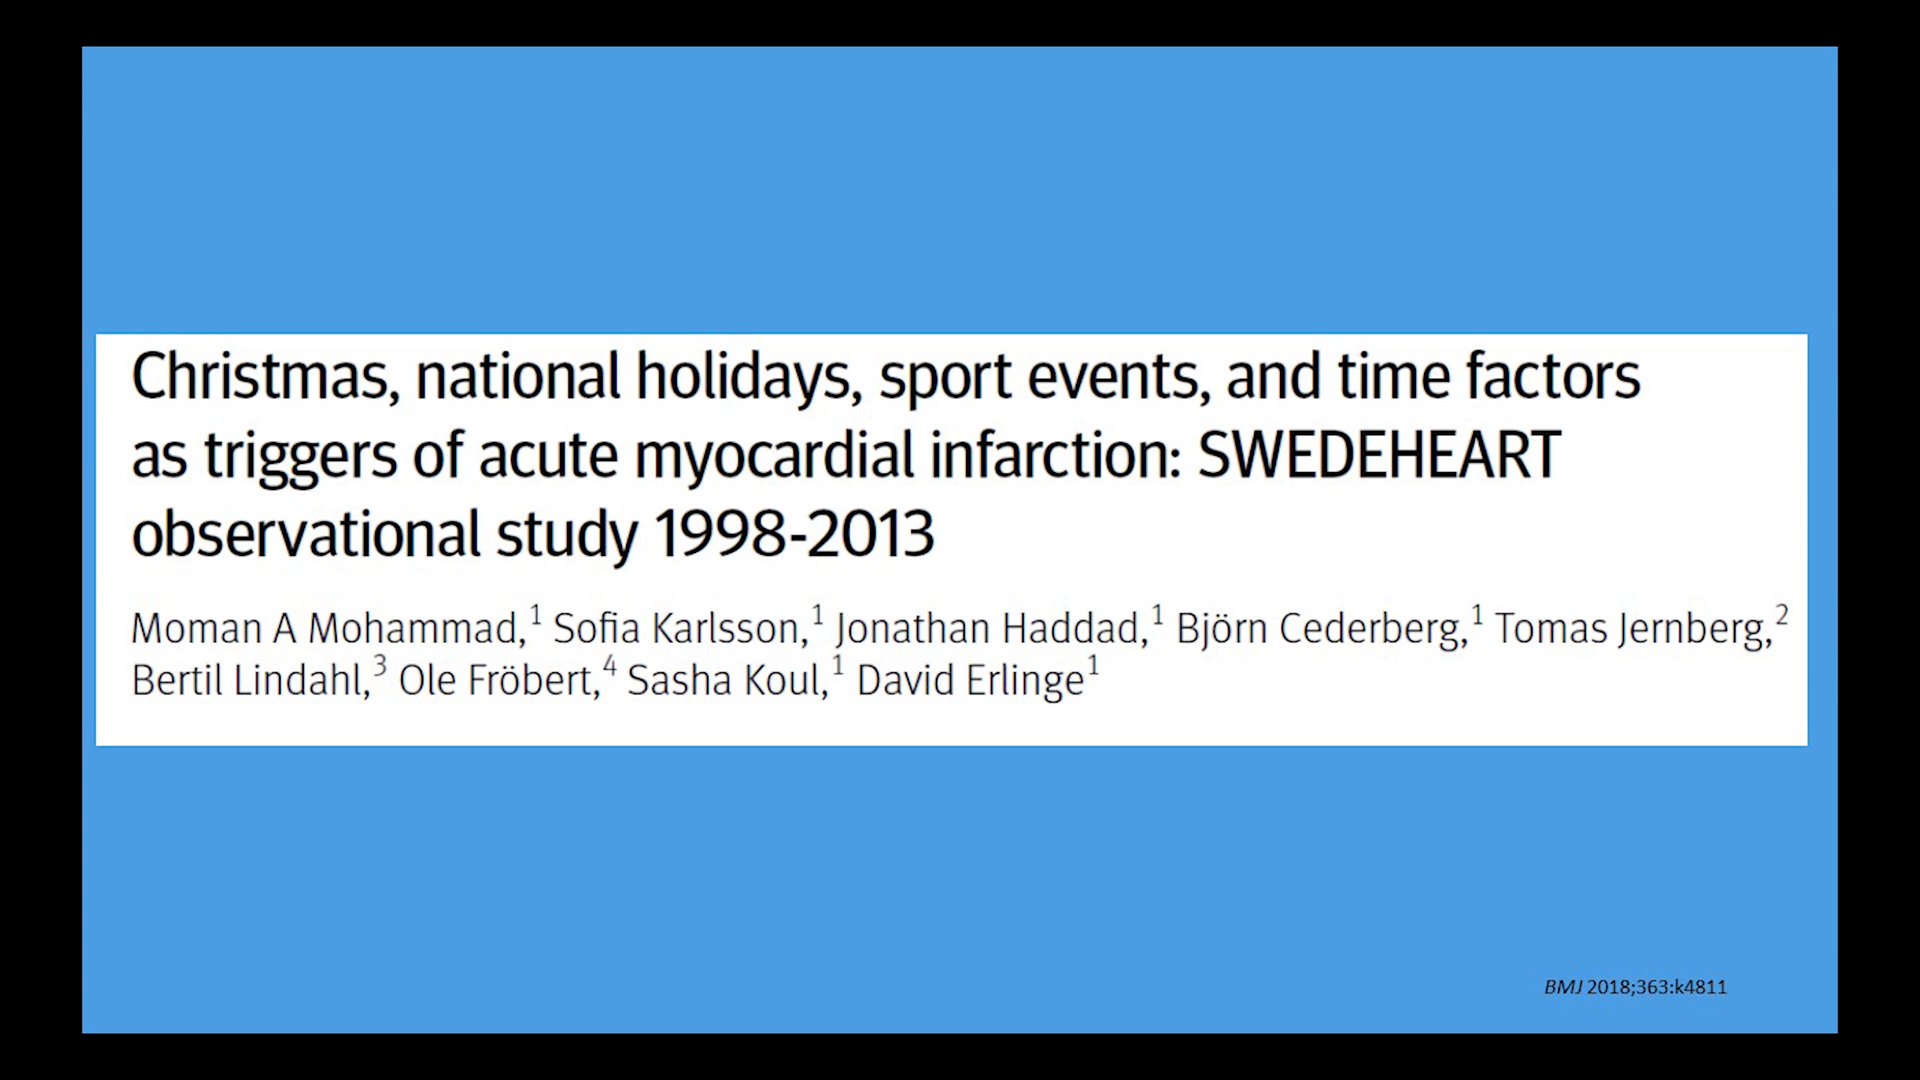 Christmas, national holidays, sport events, and time factors
as triggers of acute myocardial infarction: SWEDEHEART
observational study 1998-2013
Moman A Mohammad,1 Sofia Karlsson,1 Jonathan Haddad,1 Björn Cederberg,1 Tomas Jernberg,2
Bertil Lindahl,3 Ole Fröbert,4 Sasha Koul,1 David Erlinge1
BMJ 2018;363:k4811